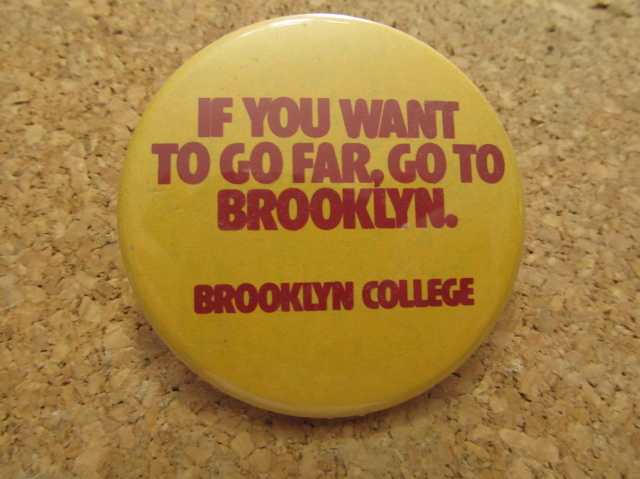 IF YOU WANT
TO GO FAR, GO TO
BROOKLYN.
BROOKLYN COLLEGE